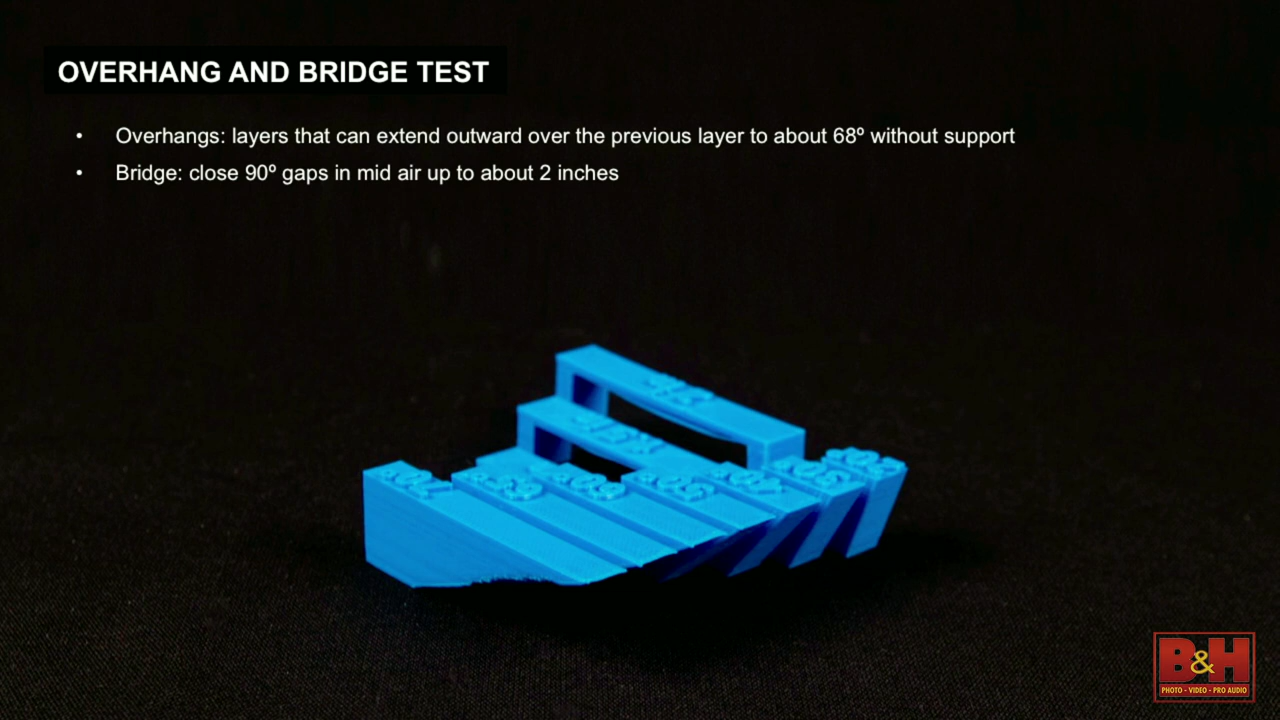 OVERHANG AND BRIDGE TEST
• Overhangs: layers that can extend outward over the previous layer to about 68º without support
• Bridge: close 90º gaps in mid air up to about 2 inches
B&H
PHOTO - VIDEO - PRO AUDIO